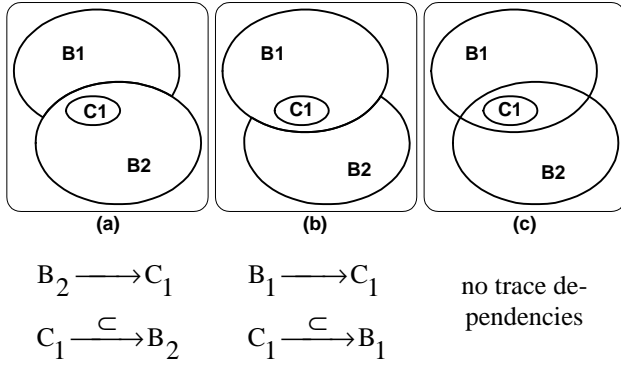 B1
C1
B2
(a)
B1
C1
B2
(b)
B1
C1
B2
(c)
B2 ⟶ C1
C1 ⊂⟶ B2
B1 ⟶ C1
C1 ⊂⟶ B1
no trace de-
pendencies